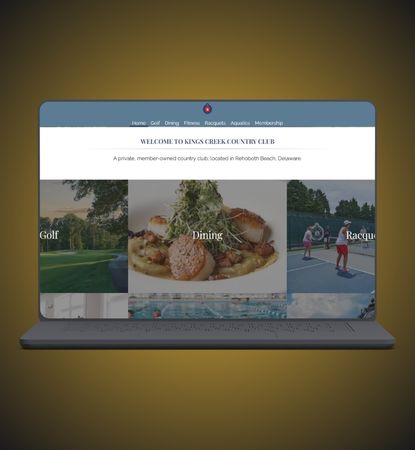 Home Golf Dining Fitness Racquets Aquatics Membership
WELCOME TO KINGS CREEK COUNTRY CLUB
A private, member-owned country club, located in Rehoboth Beach, Delaware.
Golf
Dining
Racque